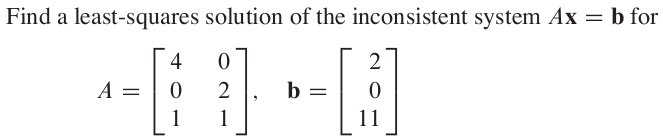 Find a least-squares solution of the inconsistent system Ax = b for
A = [4 0
0 2
1 1], b = [2
0
11]